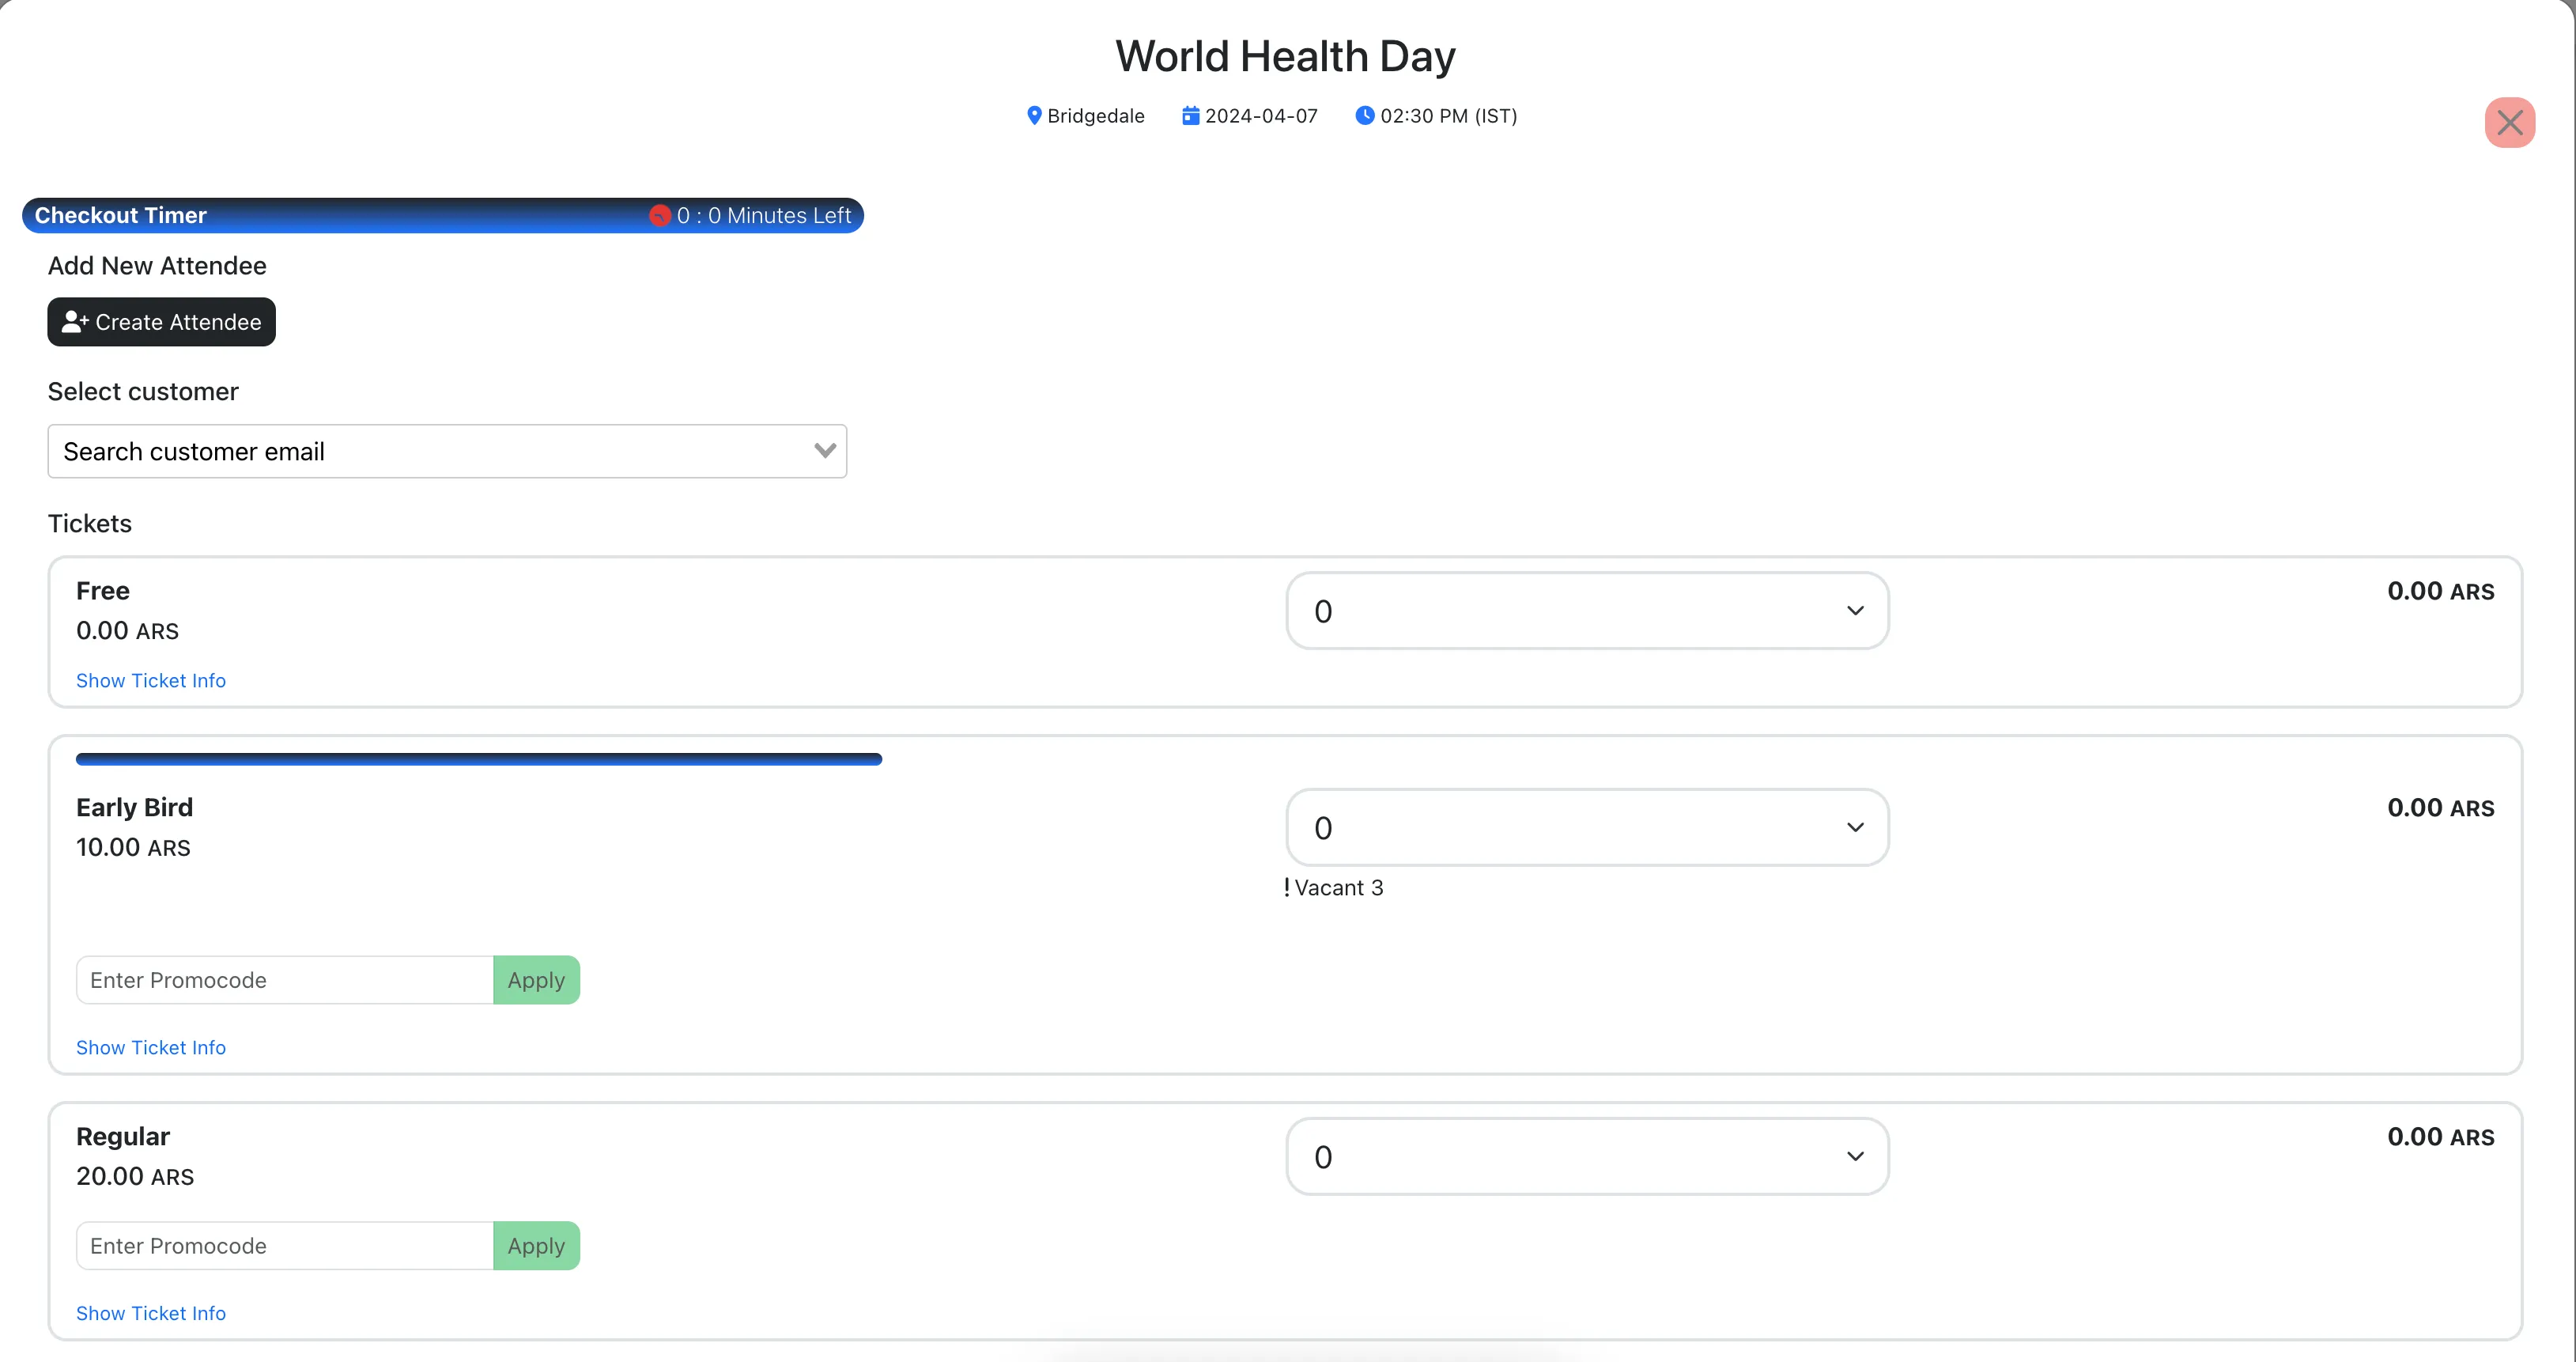 World Health Day
Bridgedale 2024-04-07 02:30 PM (IST)
Checkout Timer 0 : 0 Minutes Left
Add New Attendee
Create Attendee
Select customer
Search customer email
Tickets
Free 0 0.00 ARS
0.00 ARS
Show Ticket Info
Early Bird 0 0.00 ARS
10.00 ARS
! Vacant 3
Enter Promocode Apply
Show Ticket Info
Regular 0 0.00 ARS
20.00 ARS
Enter Promocode Apply
Show Ticket Info